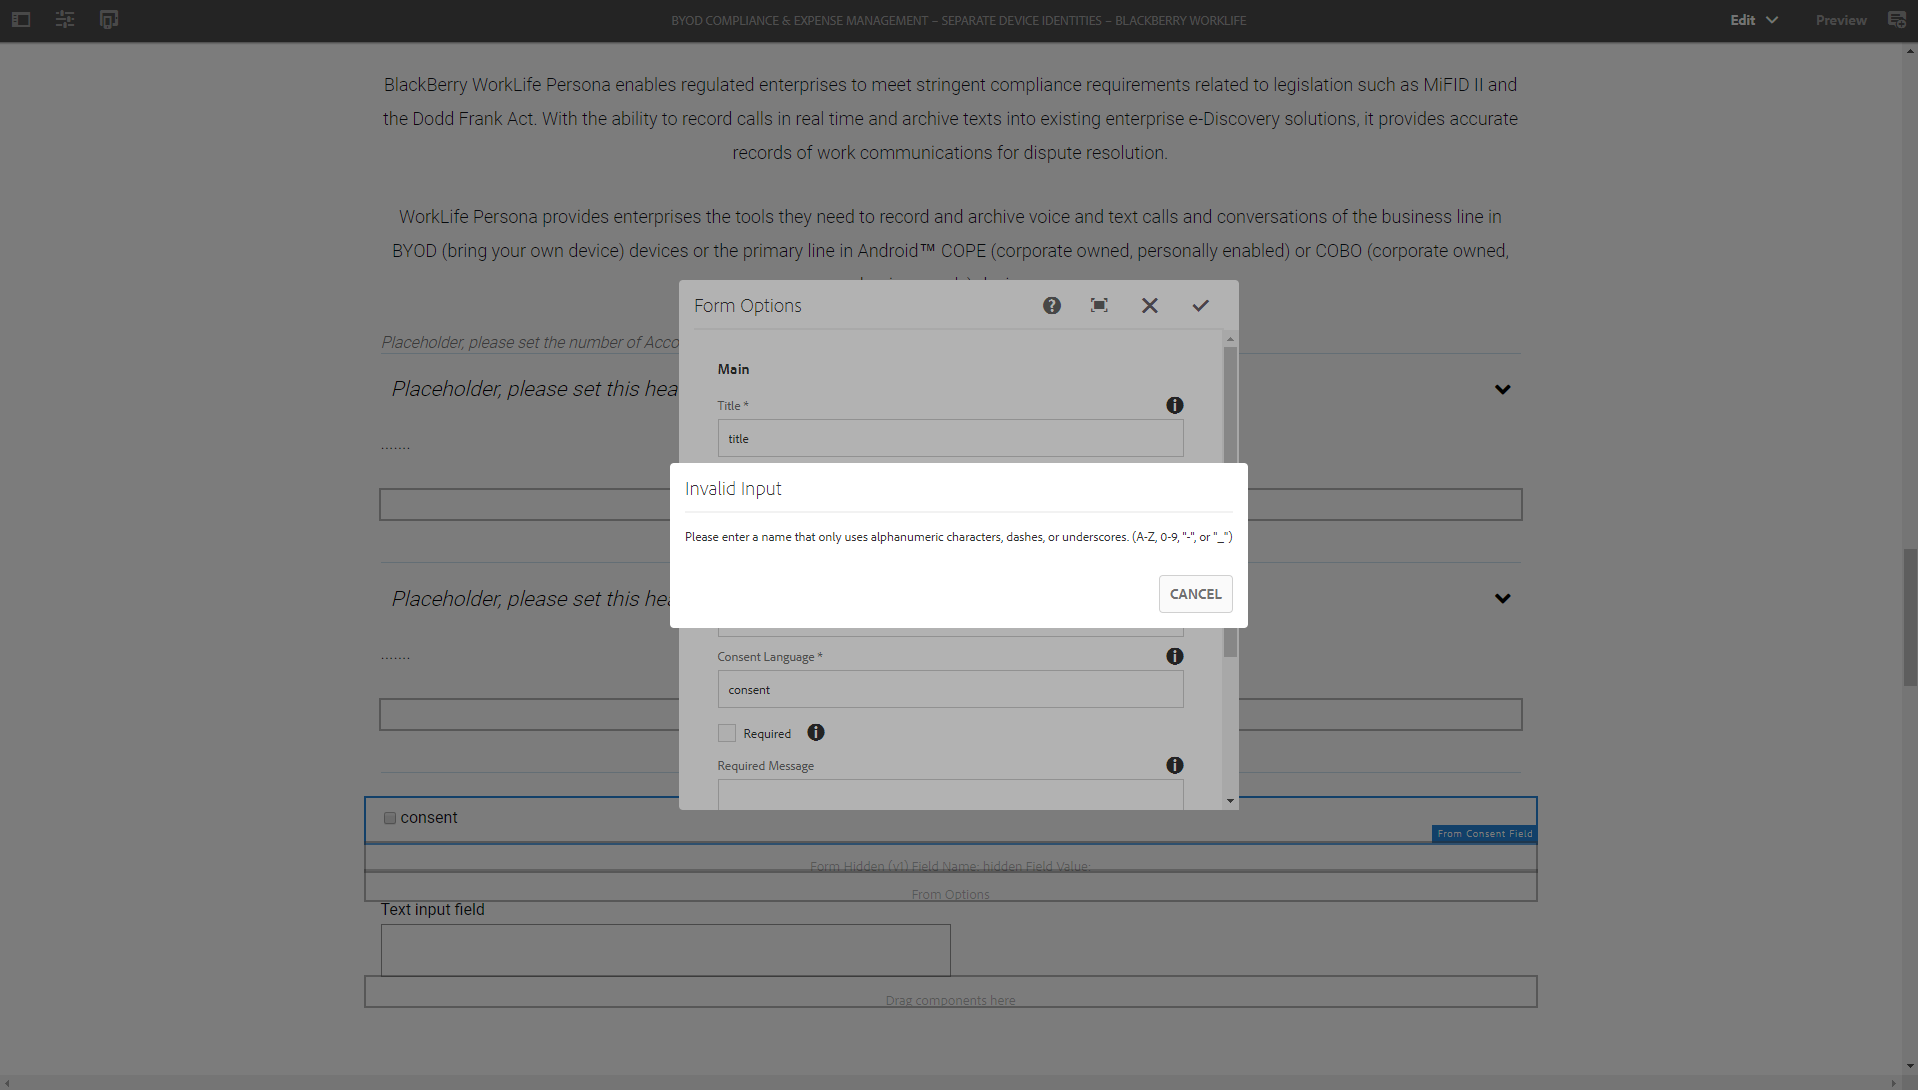 BYOD COMPLIANCE & EXPENSE MANAGEMENT – SEPARATE DEVICE IDENTITIES – BLACKBERRY WORKLIFE
Edit
Preview
BlackBerry WorkLife Persona enables regulated enterprises to meet stringent compliance requirements related to legislation such as MiFID II and
the Dodd Frank Act. With the ability to record calls in real time and archive texts into existing enterprise e-Discovery solutions, it provides accurate
records of work communications for dispute resolution.
WorkLife Persona provides enterprises the tools they need to record and archive voice and text calls and conversations of the business line in
BYOD (bring your own device) devices or the primary line in Android™ COPE (corporate owned, personally enabled) or COBO (corporate owned,
Form Options
Placeholder, please set the number of Acco
Main
Placeholder, please set this hea
Title *
title
.......
Invalid Input
Please enter a name that only uses alphanumeric characters, dashes, or underscores. (A-Z, 0-9, "-", or "_")
CANCEL
Placeholder, please set this hea
.......
Consent Language *
consent
Required
Required Message
consent
From Consent Field
Form Hidden (v1) Field Name: hidden Field Value:
From Options
Text input field
Drag components here